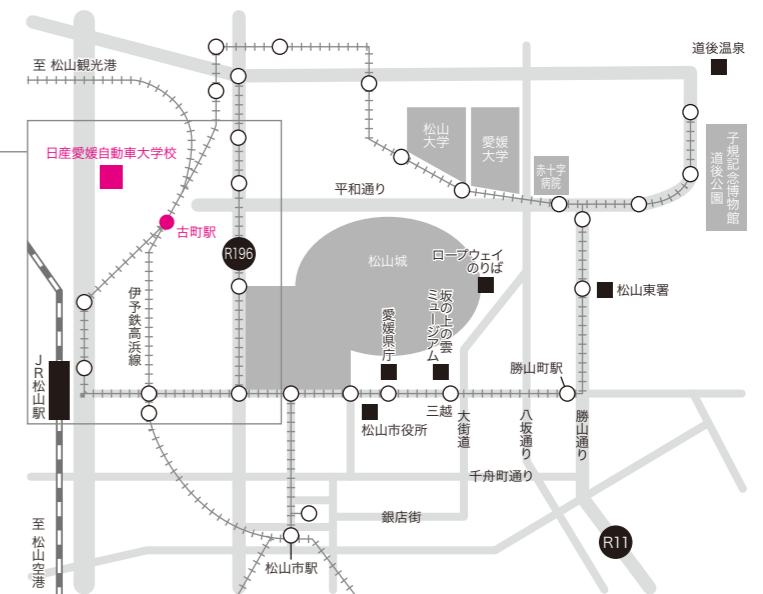 道後温泉
至 松山観光港
松山
大学
愛媛
大学
赤十字
病院
子規記念博物館
道後公園
日産愛媛自動車大学校
平和通り
古町駅
R196
松山城
ロープウェイ
のりば
松山東署
伊予鉄高浜線
愛媛県庁
坂の上の雲
ミュージアム
JR松山駅
勝山町駅
三越
松山市役所
大街道
八坂通り
勝山通り
千舟町通り
銀店街
至 松山空港
R11
松山市駅